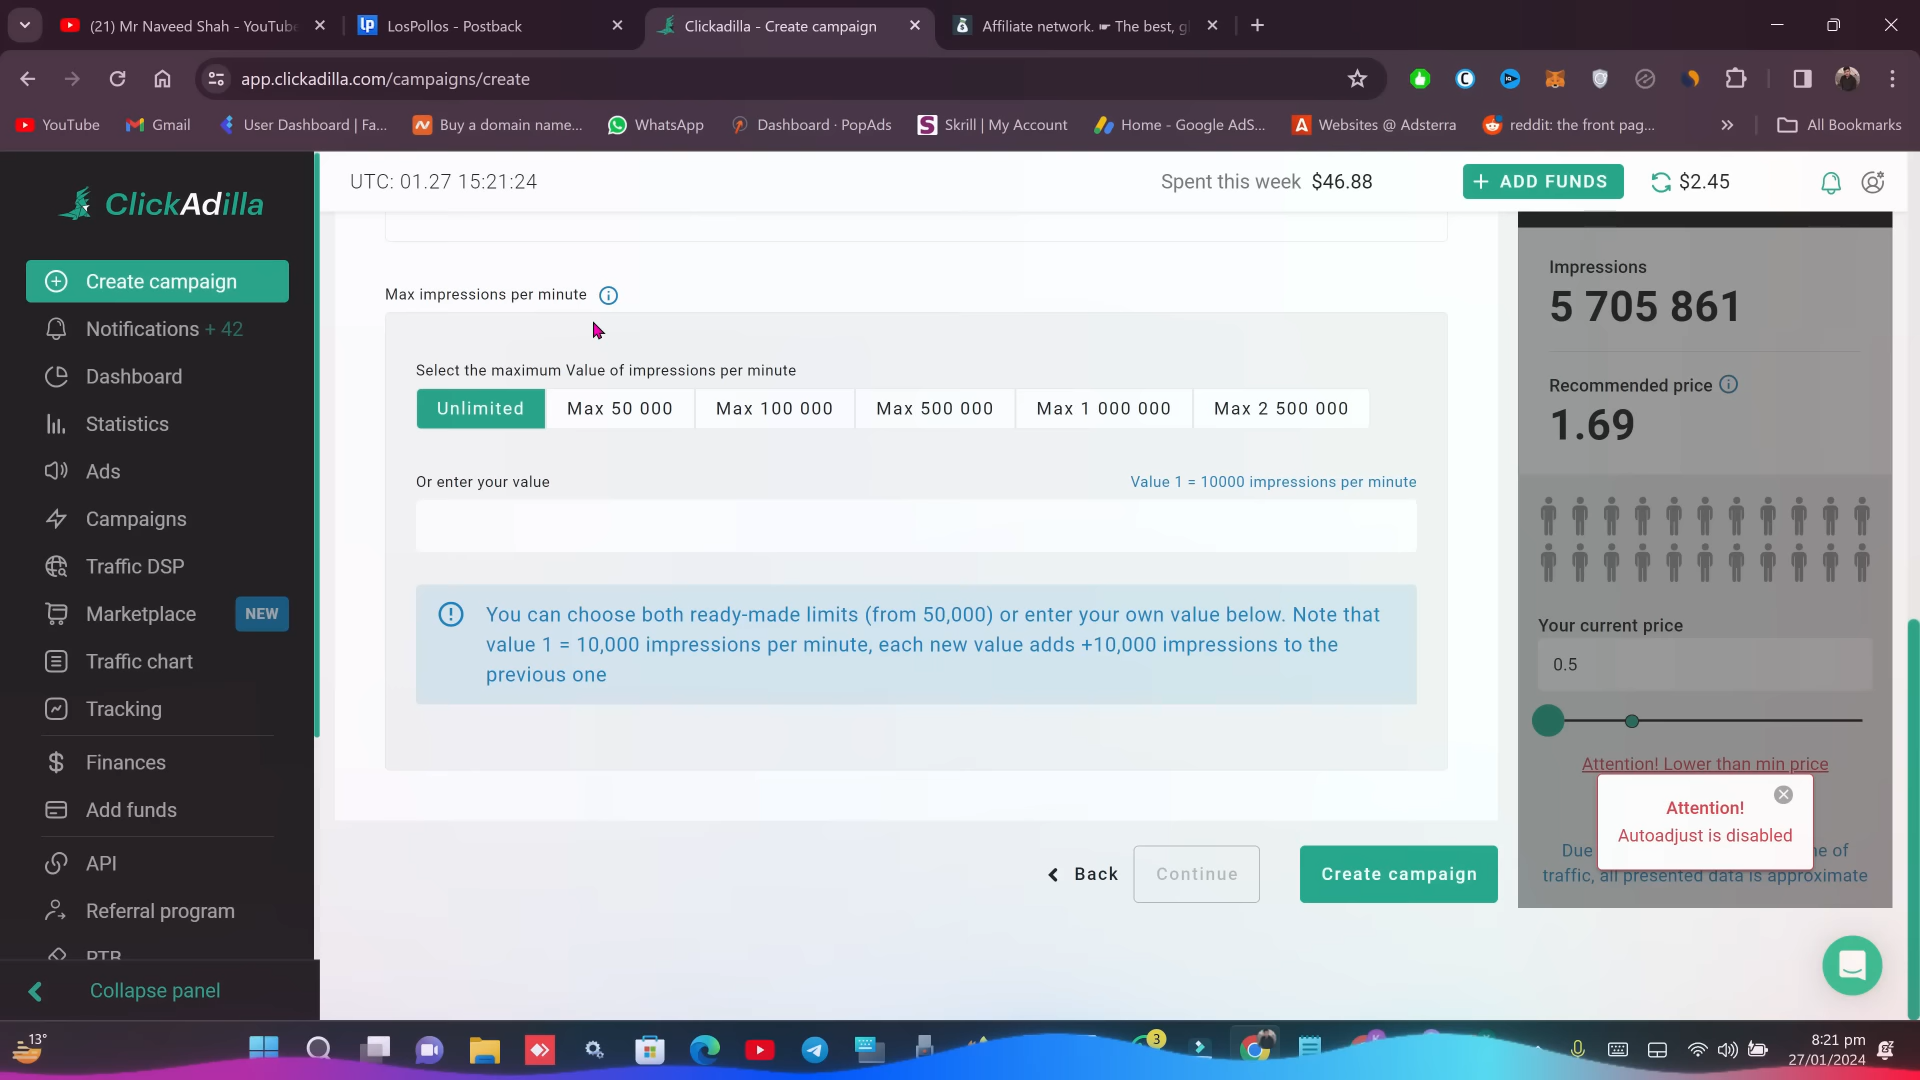 (21) Mr Naveed Shah - YouTube
LosPollos - Postback
Clickadilla - Create campaign
Affiliate network. ☛ The best, g
app.clickadilla.com/campaigns/create
YouTube
Gmail
User Dashboard | Fa...
Buy a domain name...
WhatsApp
Dashboard · PopAds
Skrill | My Account
Home - Google AdS...
Websites @ Adsterra
reddit: the front pag...
All Bookmarks
ClickAdilla
UTC: 01.27 15:21:24
Spent this week $46.88
+ ADD FUNDS
$2.45
Create campaign
Notifications + 42
Dashboard
Statistics
Ads
Campaigns
Traffic DSP
Marketplace
NEW
Traffic chart
Tracking
Finances
Add funds
API
Referral program
RTB
Collapse panel
Max impressions per minute
Select the maximum Value of impressions per minute
Unlimited
Max 50 000
Max 100 000
Max 500 000
Max 1 000 000
Max 2 500 000
Or enter your value
Value 1 = 10000 impressions per minute
You can choose both ready-made limits (from 50,000) or enter your own value below. Note that
value 1 = 10,000 impressions per minute, each new value adds +10,000 impressions to the
previous one
Back
Continue
Create campaign
Impressions
5 705 861
Recommended price
1.69
Your current price
0.5
Attention! Lower than min price
Attention!
Autoadjust is disabled
Due
e of
traffic, all presented data is approximate
13°
3
8:21 pm
27/01/2024